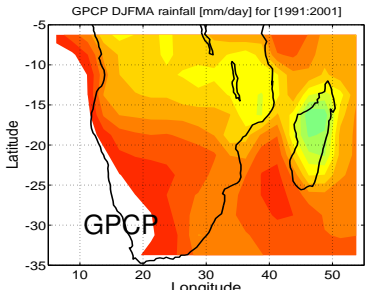 GPCP DJFMA rainfall [mm/day] for [1991:2001]
-5
-10
-15
-20
-25
-30
-35
Latitude
GPCP
10 20 30 40 50
Longitude